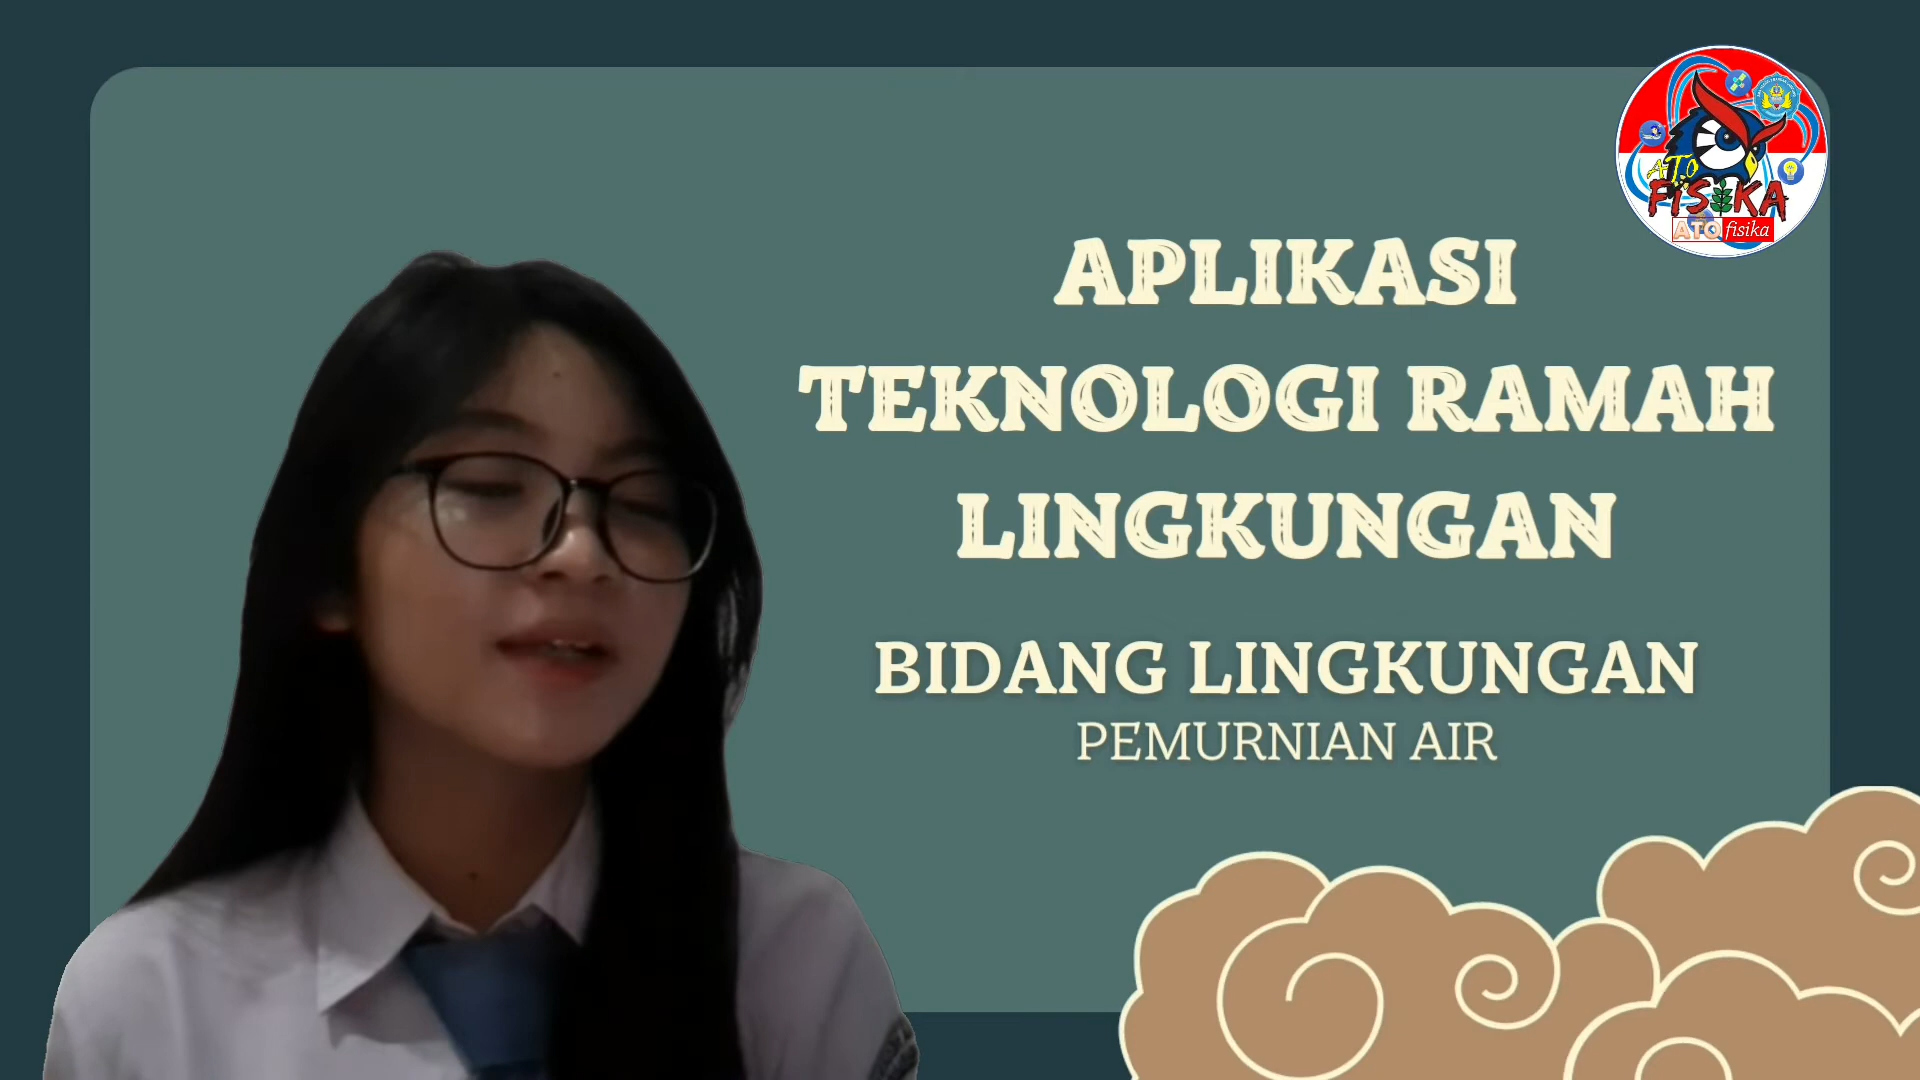 ATO
FISIKA
ATO fisika
APLIKASI
TEKNOLOGI RAMAH
LINGKUNGAN
BIDANG LINGKUNGAN
PEMURNIAN AIR